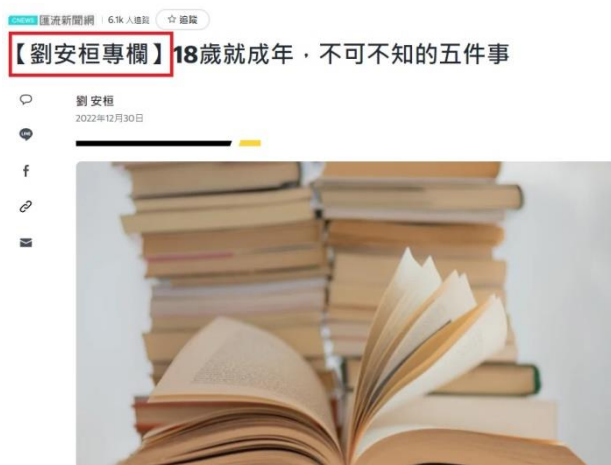 CNEWS 匯流新聞網 6.1k 人追蹤 ☆ 追蹤
【劉安桓專欄】18歲就成年，不可不知的五件事
劉 安桓
2022年12月30日
LINE
f